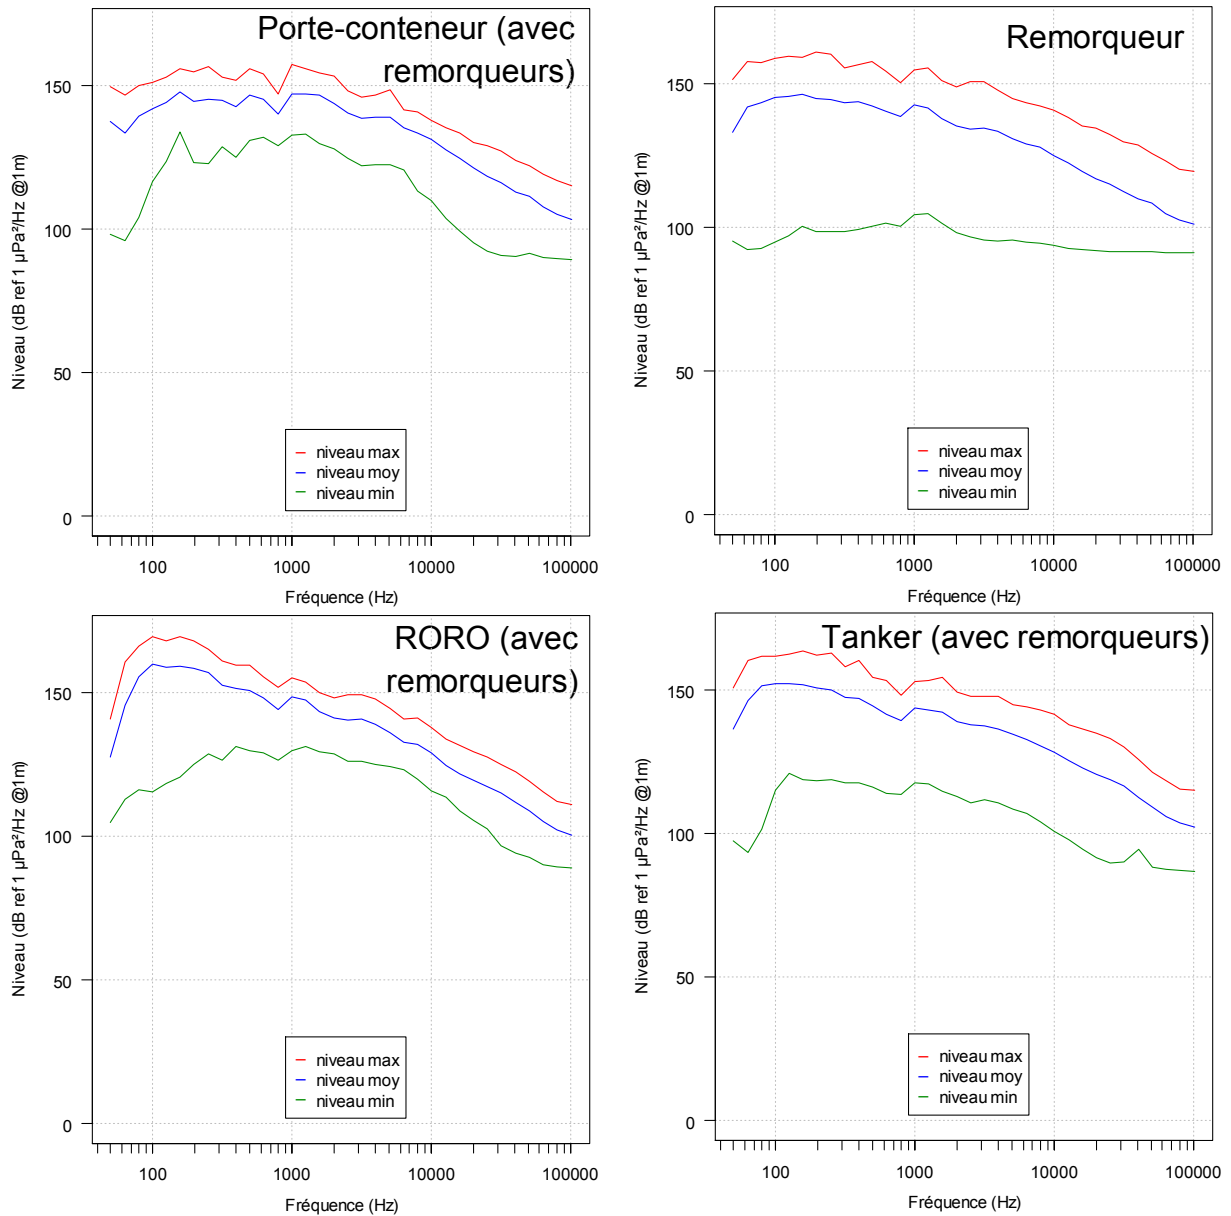 Porte-conteneur (avec
remorqueurs)
Niveau (dB ref 1 µPa²/Hz @1m)
150
100
50
0
niveau max
niveau moy
niveau min
100 1000 10000 100000
Fréquence (Hz)
Remorqueur
Niveau (dB ref 1 µPa²/Hz @1m)
150
100
50
0
niveau max
niveau moy
niveau min
100 1000 10000 100000
Fréquence (Hz)
RORO (avec
remorqueurs)
Niveau (dB ref 1 µPa²/Hz @1m)
150
100
50
0
niveau max
niveau moy
niveau min
100 1000 10000 100000
Fréquence (Hz)
Tanker (avec remorqueurs)
Niveau (dB ref 1 µPa²/Hz @1m)
150
100
50
0
niveau max
niveau moy
niveau min
100 1000 10000 100000
Fréquence (Hz)